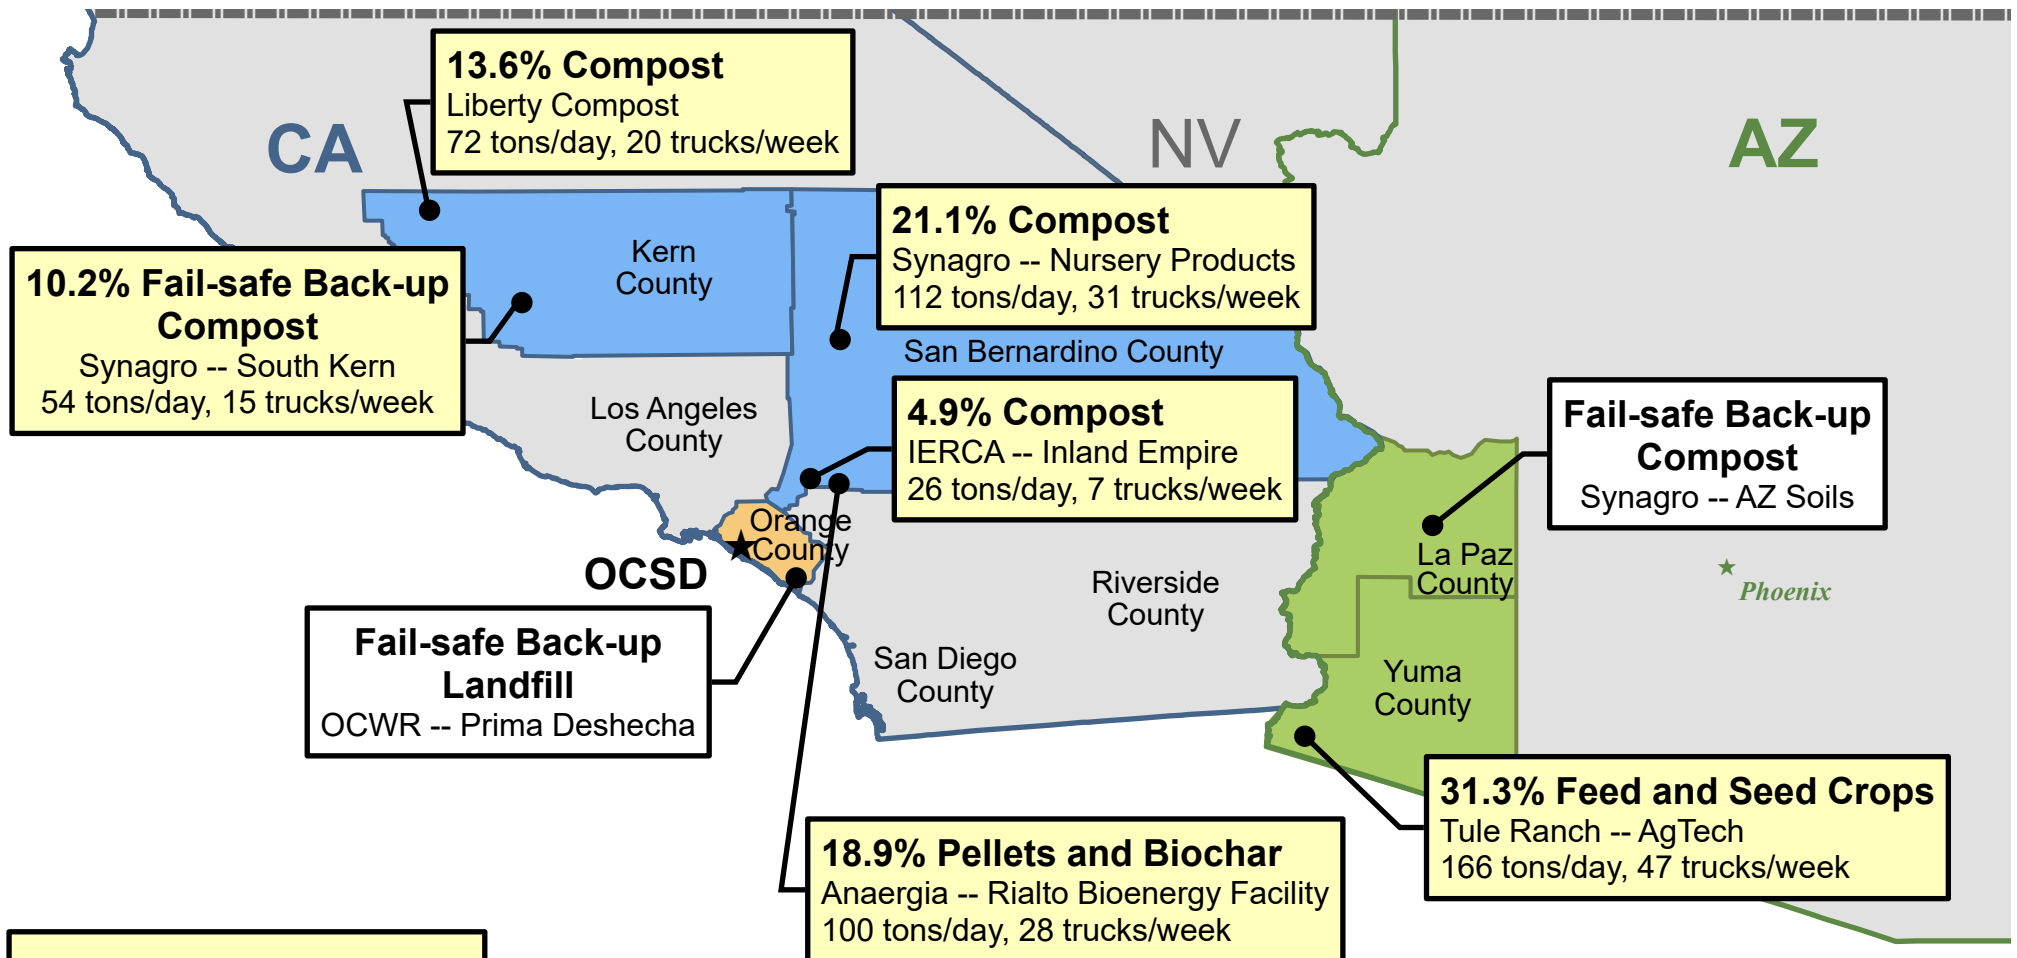 13.6% Compost
Liberty Compost
72 tons/day, 20 trucks/week
CA
NV
AZ
21.1% Compost
Synagro -- Nursery Products
112 tons/day, 31 trucks/week
Kern
County
10.2% Fail-safe Back-up
Compost
Synagro -- South Kern
54 tons/day, 15 trucks/week
San Bernardino County
Los Angeles
County
4.9% Compost
IERCA -- Inland Empire
26 tons/day, 7 trucks/week
Fail-safe Back-up
Compost
Synagro -- AZ Soils
Orange
County
OCSD
La Paz
County
Phoenix
Riverside
County
Fail-safe Back-up
Landfill
OCWR -- Prima Deshecha
San Diego
County
Yuma
County
31.3% Feed and Seed Crops
Tule Ranch -- AgTech
166 tons/day, 47 trucks/week
18.9% Pellets and Biochar
Anaergia -- Rialto Bioenergy Facility
100 tons/day, 28 trucks/week